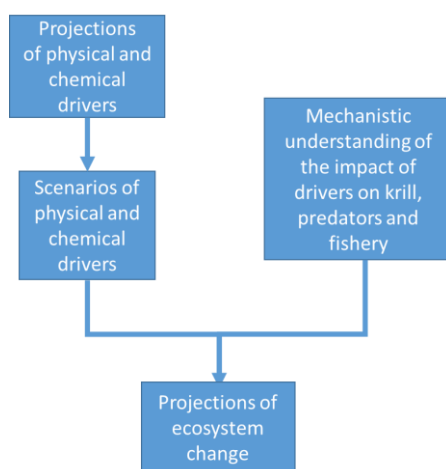 Projections
of physical and
chemical
drivers
Mechanistic
understanding of
the impact of
drivers on krill,
predators and
fishery
Scenarios of
physical and
chemical
drivers
Projections of
ecosystem
change